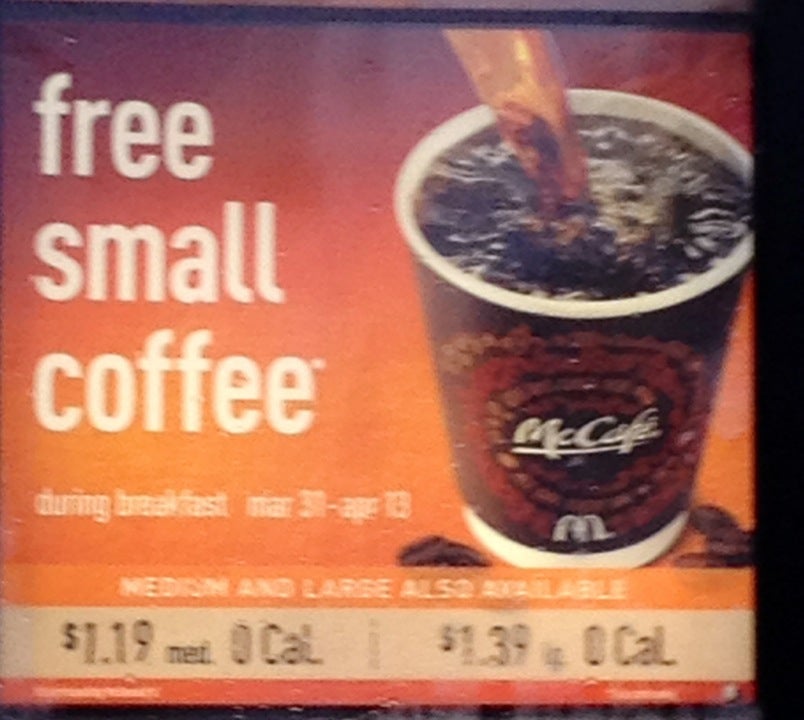 free
small
coffee*
during breakfast mar 31-apr 13
McCafé
MEDIUM AND LARGE ALSO AVAILABLE
$1.19 med. 0 Cal. $1.39 lg. 0 Cal.